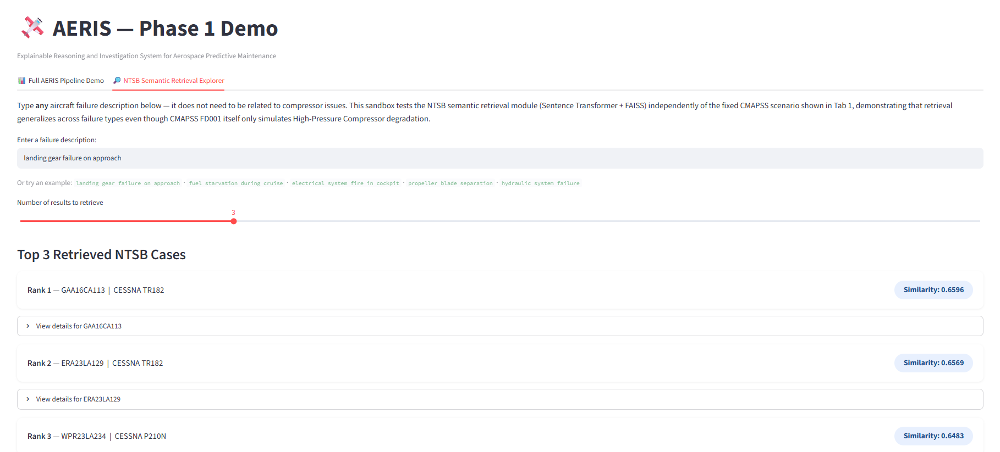 AERIS — Phase 1 Demo
Explainable Reasoning and Investigation System for Aerospace Predictive Maintenance
Full AERIS Pipeline Demo NTSB Semantic Retrieval Explorer
Type any aircraft failure description below — it does not need to be related to compressor issues. This sandbox tests the NTSB semantic retrieval module (Sentence Transformer + FAISS) independently of the fixed CMAPSS scenario shown in Tab 1, demonstrating that retrieval
generalizes across failure types even though CMAPSS FD001 itself only simulates High-Pressure Compressor degradation.
Enter a failure description:
landing gear failure on approach
Or try an example: landing gear failure on approach · fuel starvation during cruise · electrical system fire in cockpit · propeller blade separation · hydraulic system failure
Number of results to retrieve
3
Top 3 Retrieved NTSB Cases
Rank 1 — GAA16CA113 | CESSNA TR182 Similarity: 0.6596
View details for GAA16CA113
Rank 2 — ERA23LA129 | CESSNA TR182 Similarity: 0.6569
View details for ERA23LA129
Rank 3 — WPR23LA234 | CESSNA P210N Similarity: 0.6483